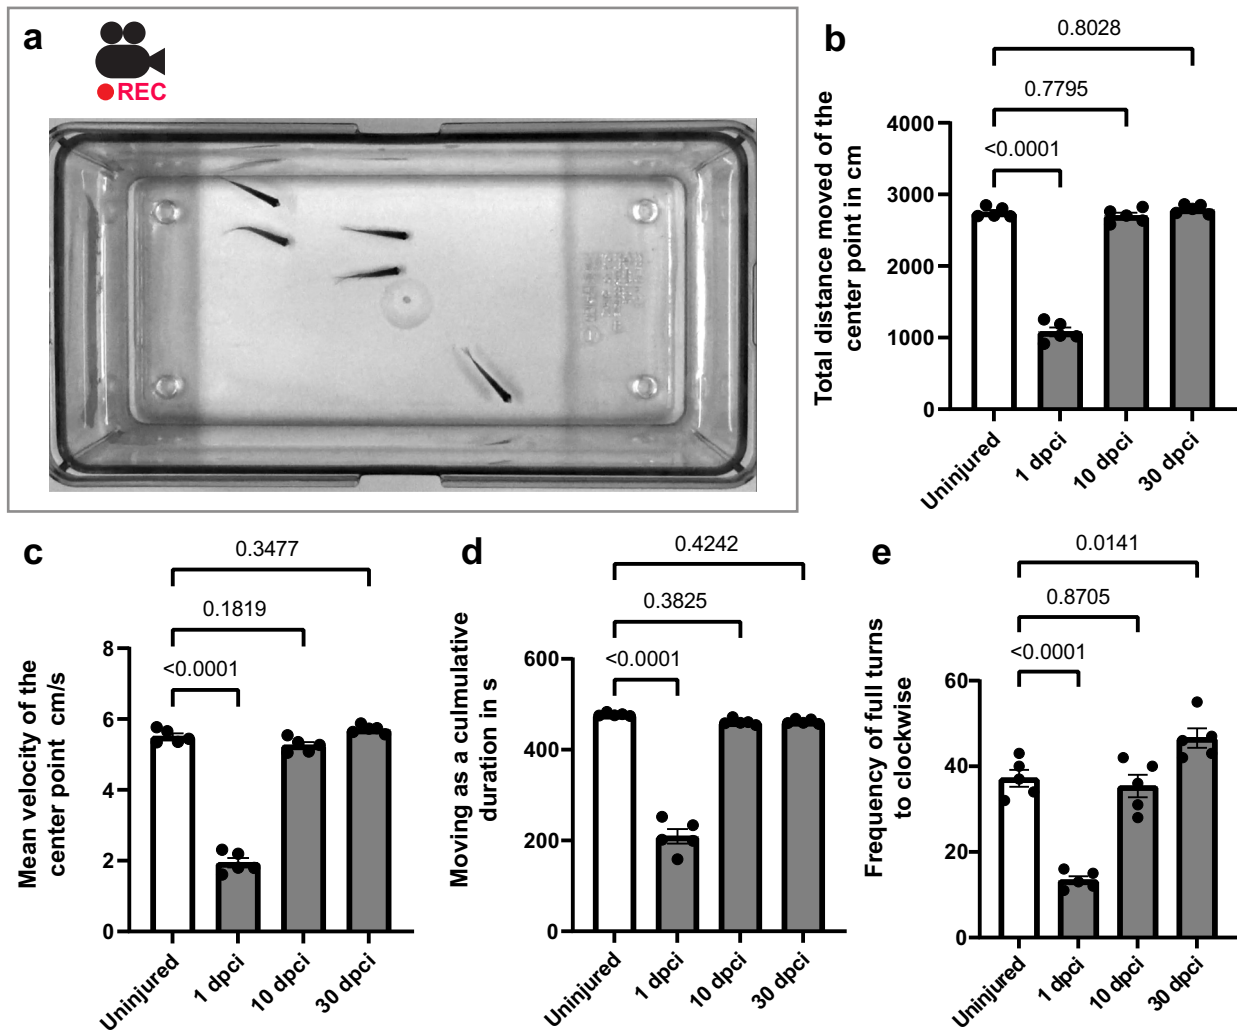 a
REC
b
0.8028
0.7795
<0.0001
Total distance moved of the
center point in cm
4000
3000
2000
1000
0
Uninjured
1 dpci
10 dpci
30 dpci
c
0.3477
0.1819
<0.0001
Mean velocity of the
center point cm/s
8
6
4
2
0
Uninjured
1 dpci
10 dpci
30 dpci
d
0.4242
0.3825
<0.0001
Moving as a culmulative
duration in s
600
400
200
0
Uninjured
1 dpci
10 dpci
30 dpci
e
0.0141
0.8705
<0.0001
Frequency of full turns
to clockwise
60
40
20
0
Uninjured
1 dpci
10 dpci
30 dpci